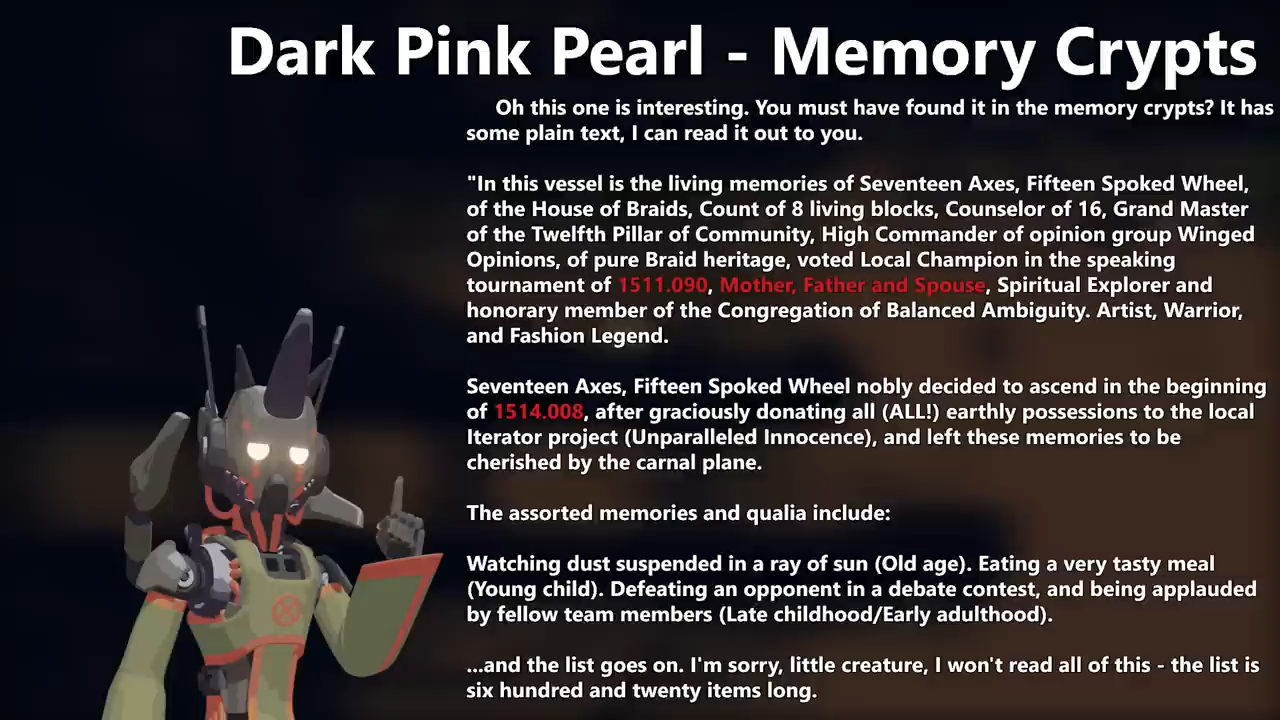 Dark Pink Pearl - Memory Crypts
Oh this one is interesting. You must have found it in the memory crypts? It has
some plain text, I can read it out to you.
"In this vessel is the living memories of Seventeen Axes, Fifteen Spoked Wheel,
of the House of Braids, Count of 8 living blocks, Counselor of 16, Grand Master
of the Twelfth Pillar of Community, High Commander of opinion group Winged
Opinions, of pure Braid heritage, voted Local Champion in the speaking
tournament of 1511.090, Mother, Father and Spouse, Spiritual Explorer and
honorary member of the Congregation of Balanced Ambiguity. Artist, Warrior,
and Fashion Legend.
Seventeen Axes, Fifteen Spoked Wheel nobly decided to ascend in the beginning
of 1514.008, after graciously donating all (ALL!) earthly possessions to the local
Iterator project (Unparalleled Innocence), and left these memories to be
cherished by the carnal plane.
The assorted memories and qualia include:
Watching dust suspended in a ray of sun (Old age). Eating a very tasty meal
(Young child). Defeating an opponent in a debate contest, and being applauded
by fellow team members (Late childhood/Early adulthood).
...and the list goes on. I'm sorry, little creature, I won't read all of this - the list is
six hundred and twenty items long.